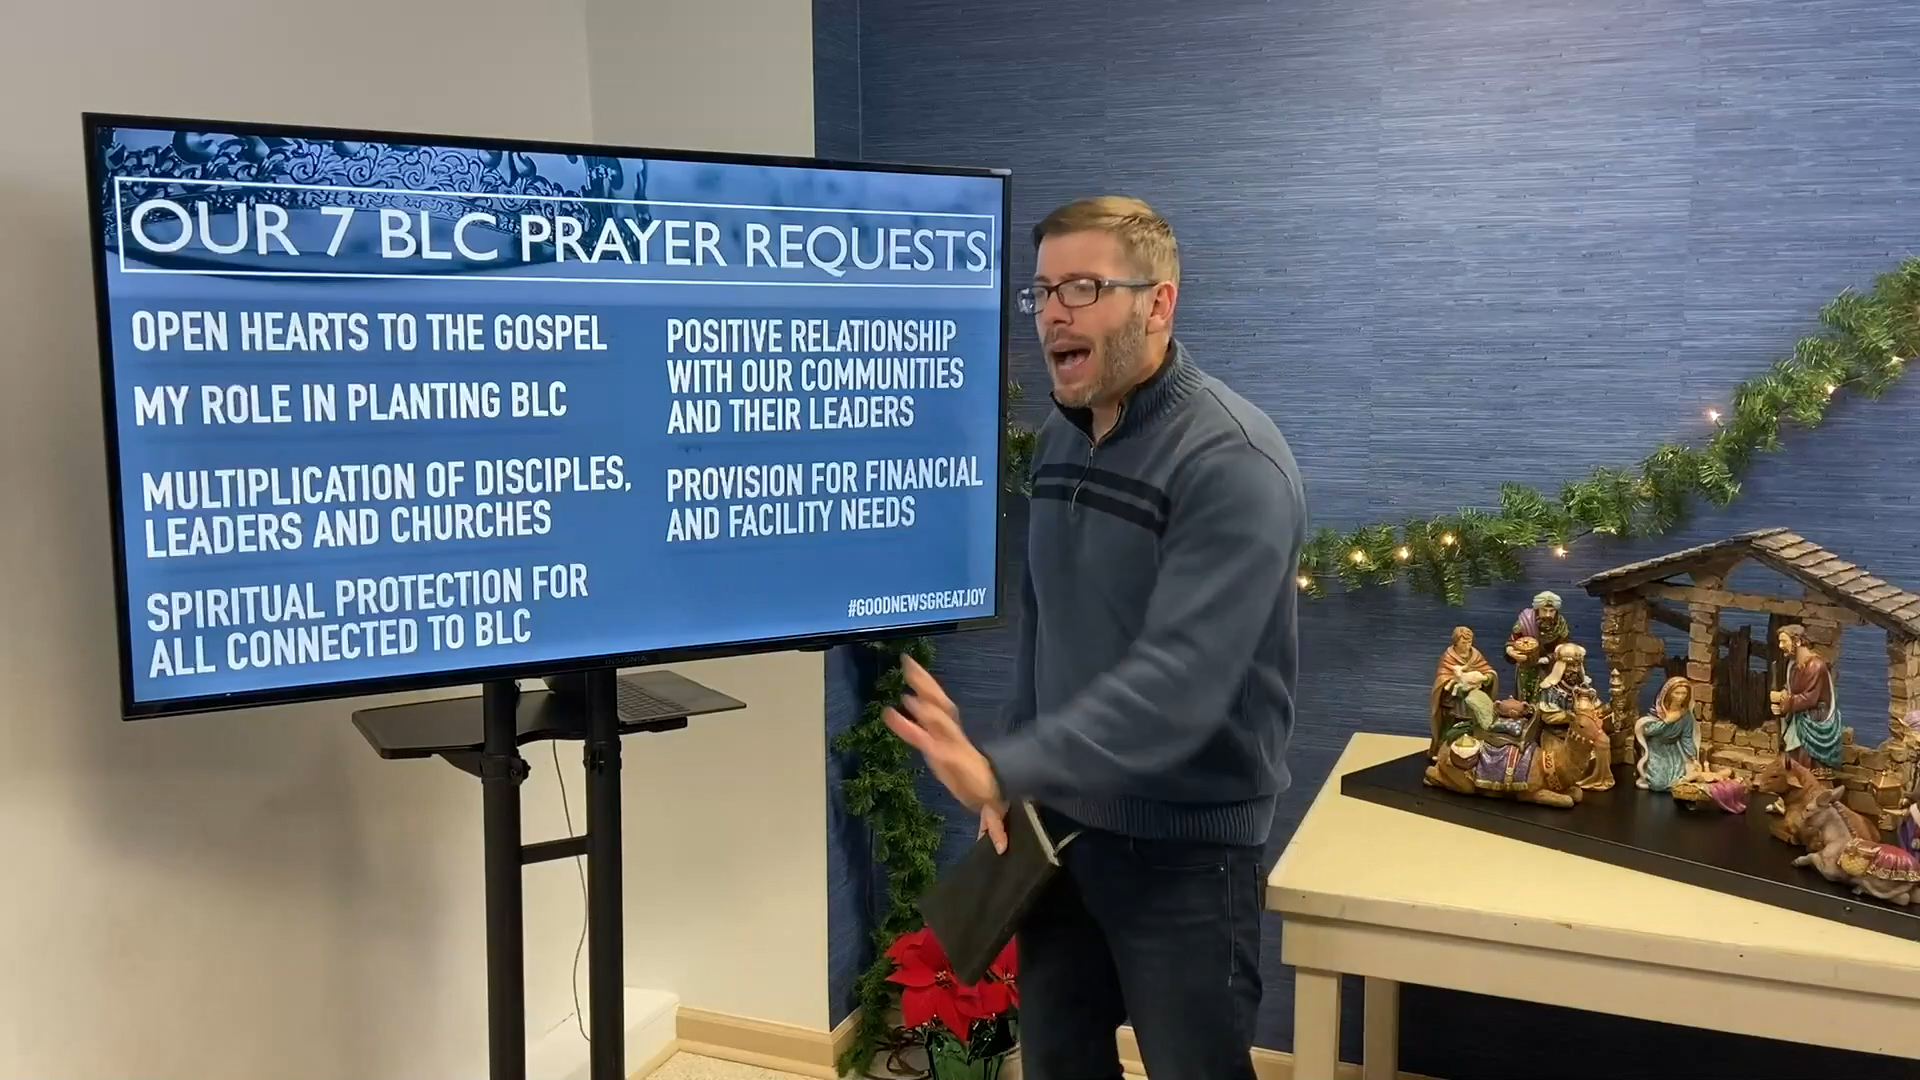 OUR 7 BLC PRAYER REQUESTS
OPEN HEARTS TO THE GOSPEL
MY ROLE IN PLANTING BLC
MULTIPLICATION OF DISCIPLES,
LEADERS AND CHURCHES
SPIRITUAL PROTECTION FOR
ALL CONNECTED TO BLC
POSITIVE RELATIONSHIP
WITH OUR COMMUNITIES
AND THEIR LEADERS
PROVISION FOR FINANCIAL
AND FACILITY NEEDS
#GOODNEWSGREATJOY
INSIGNIA